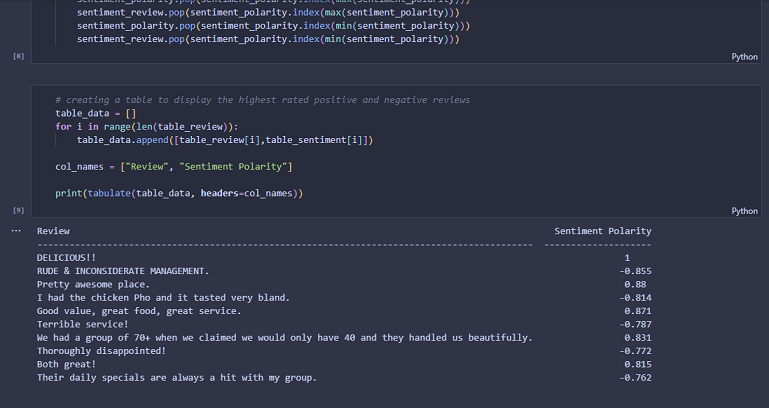 sentiment_polarity.pop(sentiment_polarity.index(max(sentiment_polarity)))
sentiment_review.pop(sentiment_polarity.index(max(sentiment_polarity)))
sentiment_polarity.pop(sentiment_polarity.index(min(sentiment_polarity)))
sentiment_review.pop(sentiment_polarity.index(min(sentiment_polarity)))
[8]
Python
# creating a table to display the highest rated positive and negative reviews
table_data = []
for i in range(len(table_review)):
    table_data.append([table_review[i],table_sentiment[i]])
col_names = ["Review", "Sentiment Polarity"]
print(tabulate(table_data, headers=col_names))
[9]
Python
... Review Sentiment Polarity
DELICIOUS!! 1
RUDE & INCONSIDERATE MANAGEMENT. -0.855
Pretty awesome place. 0.88
I had the chicken Pho and it tasted very bland. -0.814
Good value, great food, great service. 0.871
Terrible service! -0.787
We had a group of 70+ when we claimed we would only have 40 and they handled us beautifully. 0.831
Thoroughly disappointed! -0.772
Both great! 0.815
Their daily specials are always a hit with my group. -0.762